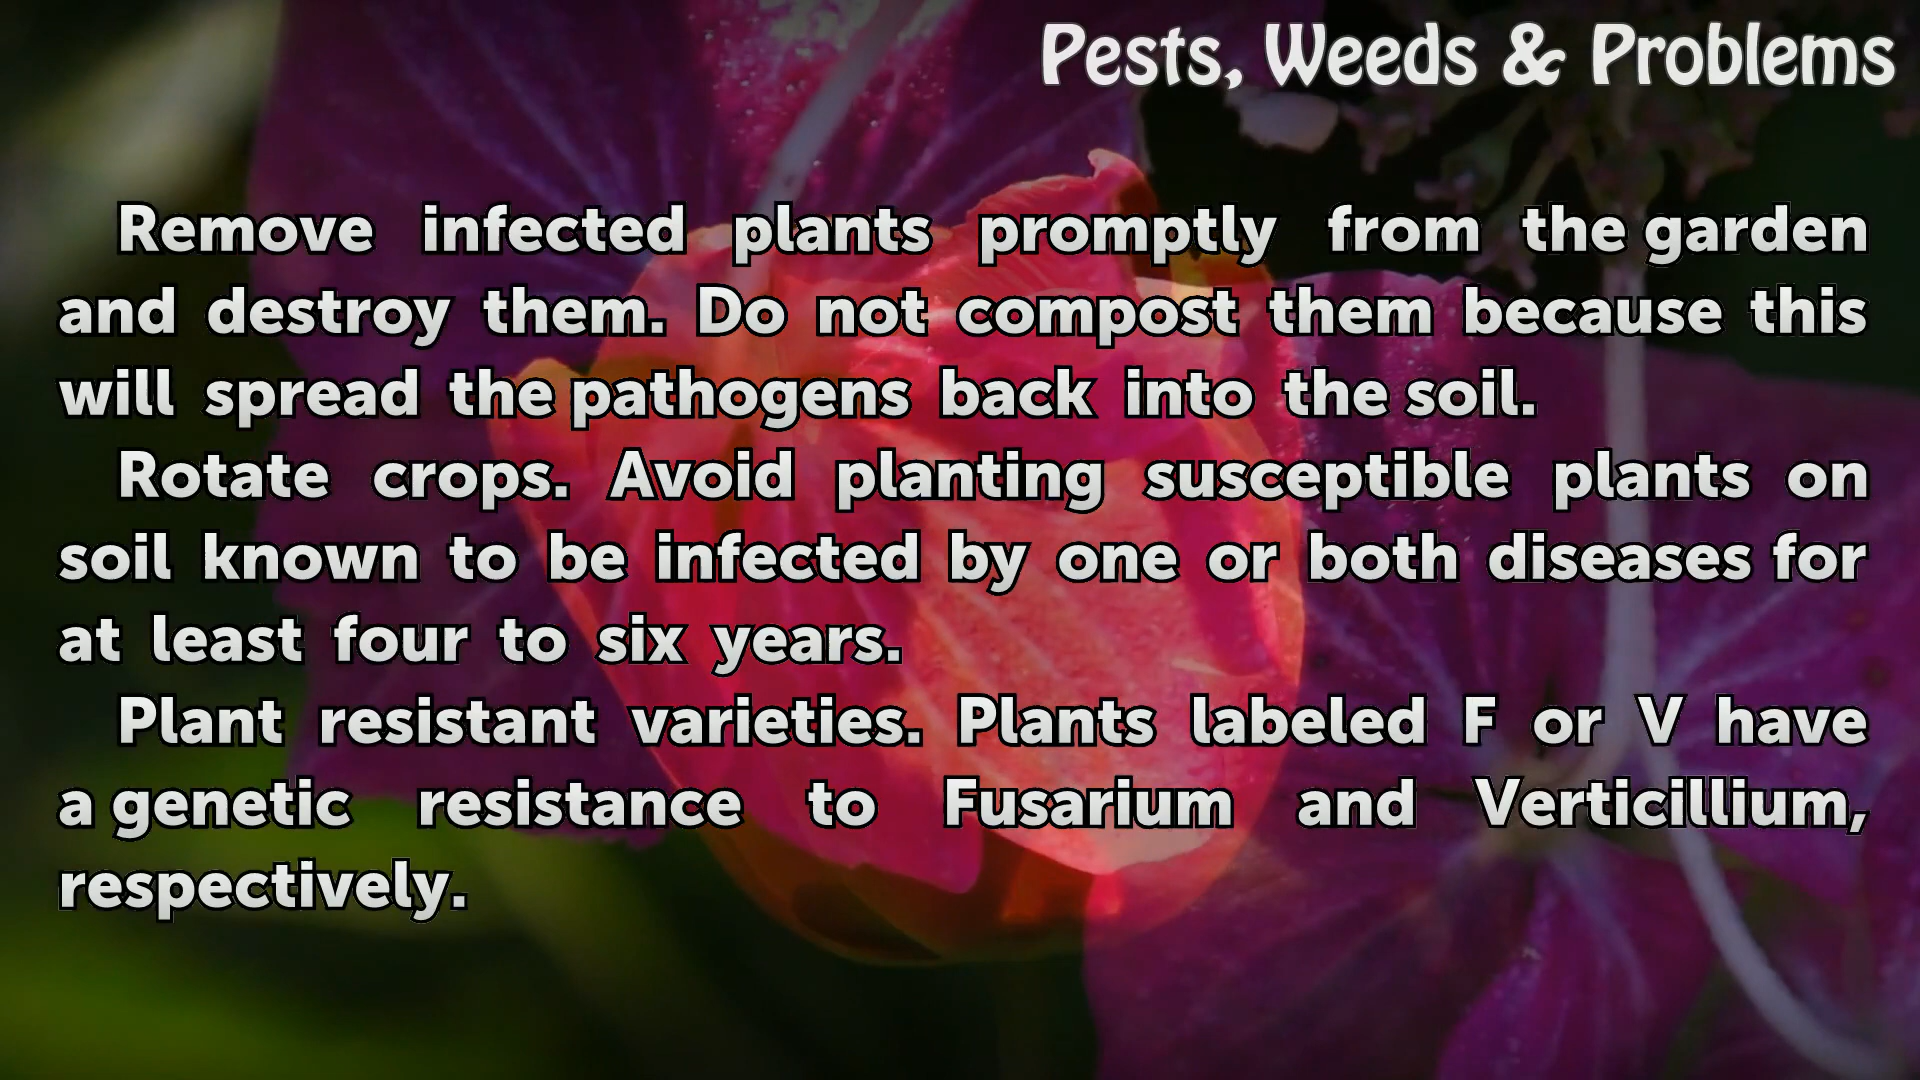 Pests, Weeds & Problems
Remove infected plants promptly from the garden
and destroy them. Do not compost them because this
will spread the pathogens back into the soil.
Rotate crops. Avoid planting susceptible plants on
soil known to be infected by one or both diseases for
at least four to six years.
Plant resistant varieties. Plants labeled F or V have
a genetic resistance to Fusarium and Verticillium,
respectively.